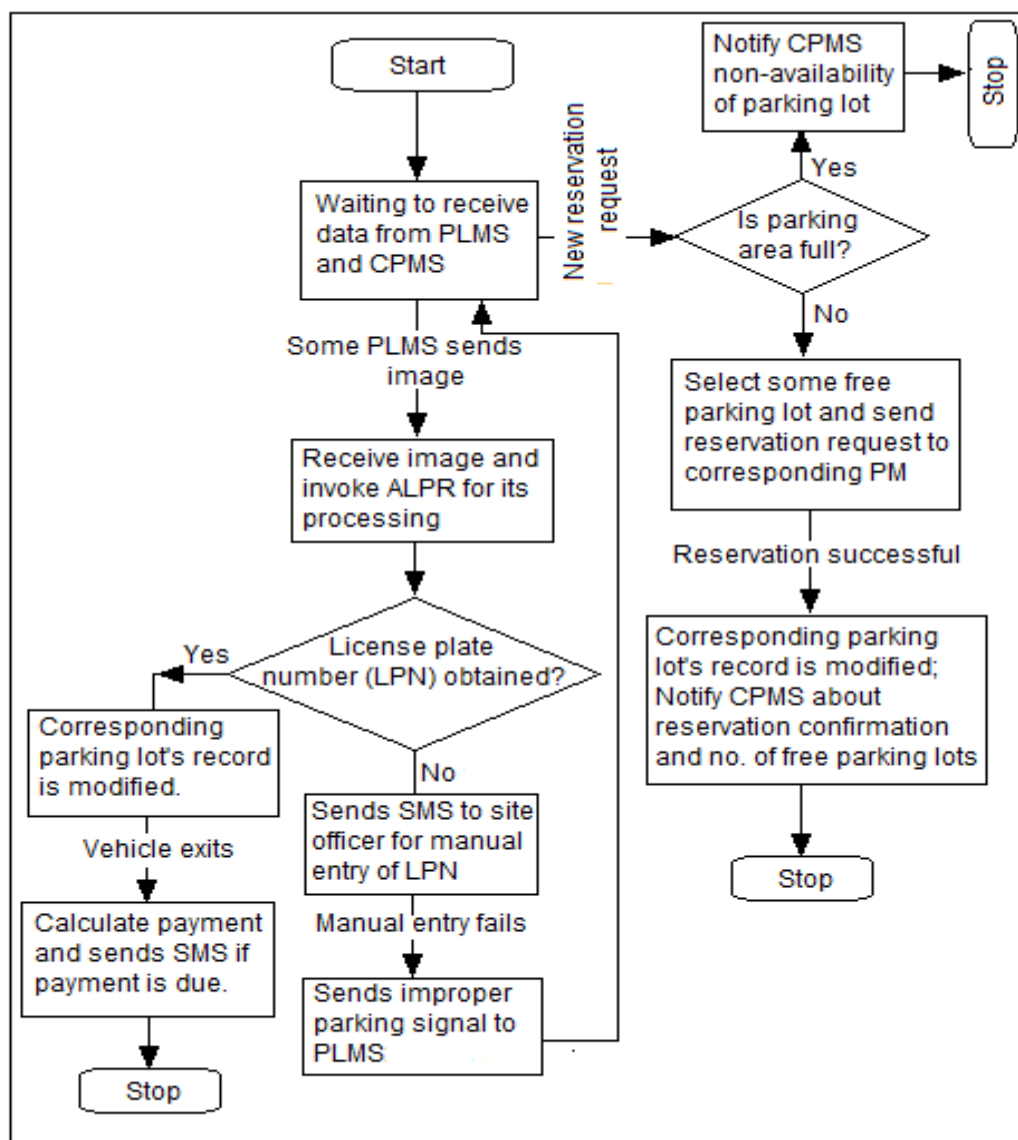 Start
Waiting to receive
data from PLMS
and CPMS
New reservation
request
Notify CPMS
non-availability
of parking lot
Stop
Yes
Is parking
area full?
No
Select some free
parking lot and send
reservation request to
corresponding PM
Reservation successful
Corresponding parking
lot's record is modified;
Notify CPMS about
reservation confirmation
and no. of free parking lots
Stop
Some PLMS sends
image
Receive image and
invoke ALPR for its
processing
License plate
number (LPN) obtained?
Yes
Corresponding
parking lot's record
is modified.
Vehicle exits
Calculate payment
and sends SMS if
payment is due.
Stop
No
Sends SMS to site
officer for manual
entry of LPN
Manual entry fails
Sends improper
parking signal to
PLMS